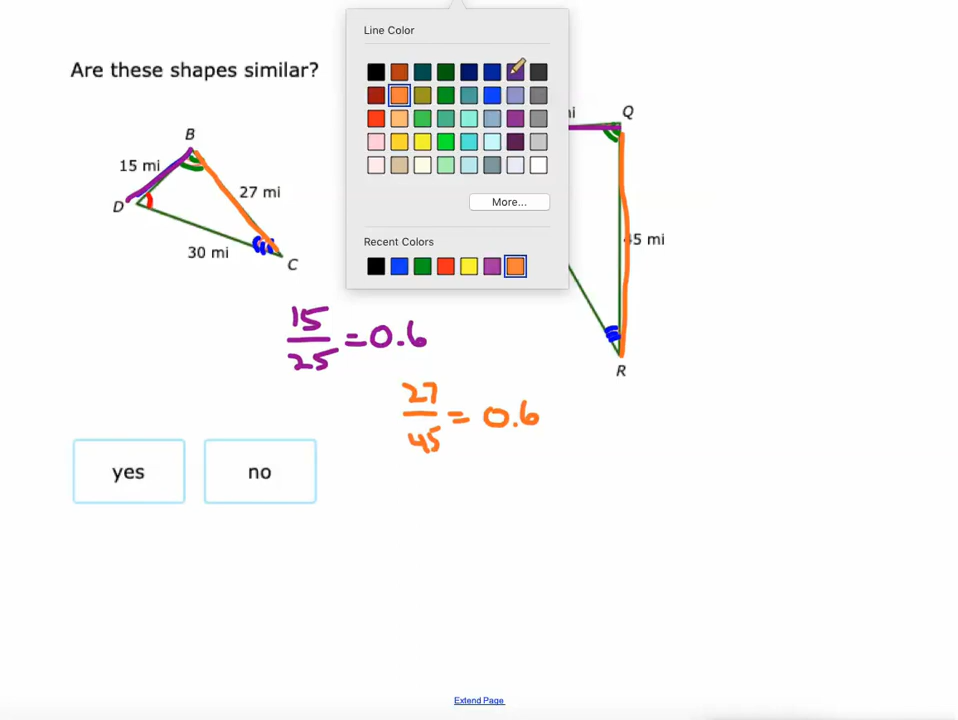 Line Color
Are these shapes similar?
B
15 mi
27 mi
D
30 mi
C
More...
Recent Colors
Q
45 mi
R
15
25
=0.6
27
45
= 0.6
yes
no
Extend Page